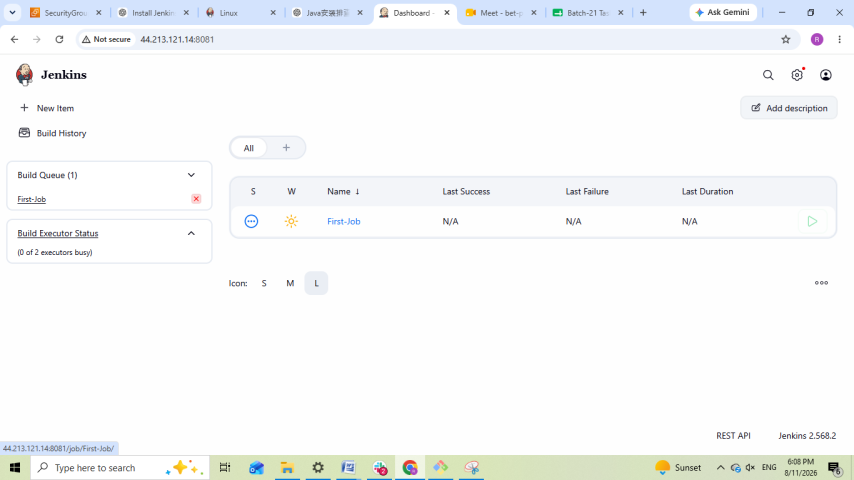 SecurityGrou
Install Jenkin
Linux
Java安装排查
Dashboard -
Meet - bet-p
Batch-21 Tas
Ask Gemini
Not secure
44.213.121.14:8081
R
Jenkins
New Item
Build History
Add description
All
Build Queue (1)
First-Job
Build Executor Status
(0 of 2 executors busy)
S W Name ↓ Last Success Last Failure Last Duration
First-Job N/A N/A N/A
Icon: S M L
REST API Jenkins 2.568.2
44.213.121.14:8081/job/First-Job/
Type here to search
2
Sunset
ENG
6:08 PM
8/11/2026
6